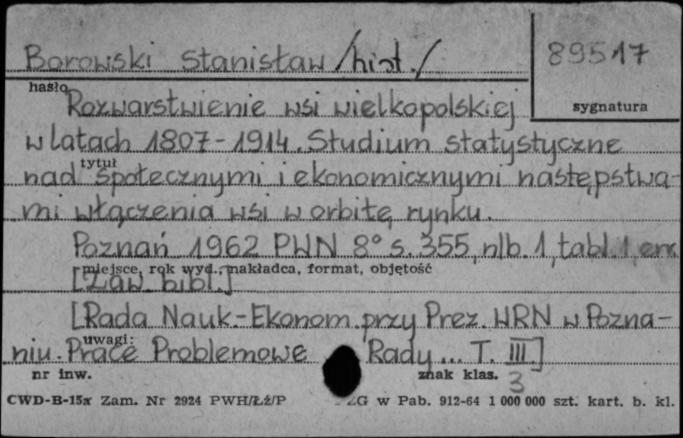 Borowski Stanisław /hist./ 89517
hasło sygnatura
Rozwarstwienie wsi wielkopolskiej
w latach 1807-1914. Studium statystyczne
tytuł
nad społecznymi i ekonomicznymi następstwa-
mi włączenia wsi w orbitę rynku.
Poznań 1962 PWN 8° s. 355, nlb. 1, tabl. 1, err.
miejsce, rok wyd., nakładca, format, objętość
[Zaw. bibl.]
[Rada Nauk.-Ekonom. przy Prez. WRN w Pozna-
uwagi:
niu. Prace Problemowe Rady... T. III]
nr inw. znak klas. 3
CWD-B-15a Zam. Nr 2924 PWH/Łź/P ZG w Pab. 912-64 1 000 000 szt. kart. b. kl.